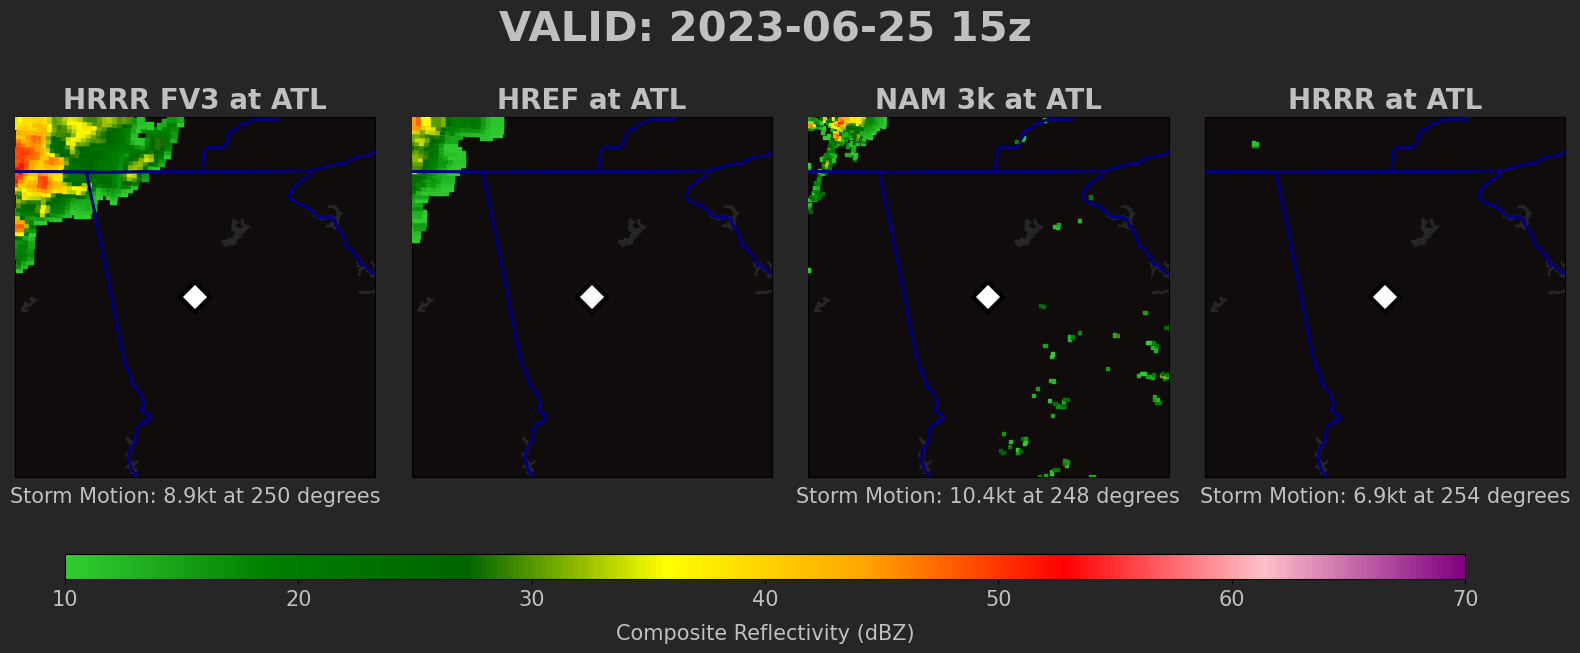 VALID: 2023-06-25 15z
HRRR FV3 at ATL
HREF at ATL
NAM 3k at ATL
HRRR at ATL
Storm Motion: 8.9kt at 250 degrees
Storm Motion: 10.4kt at 248 degrees
Storm Motion: 6.9kt at 254 degrees
10 20 30 40 50 60 70
Composite Reflectivity (dBZ)